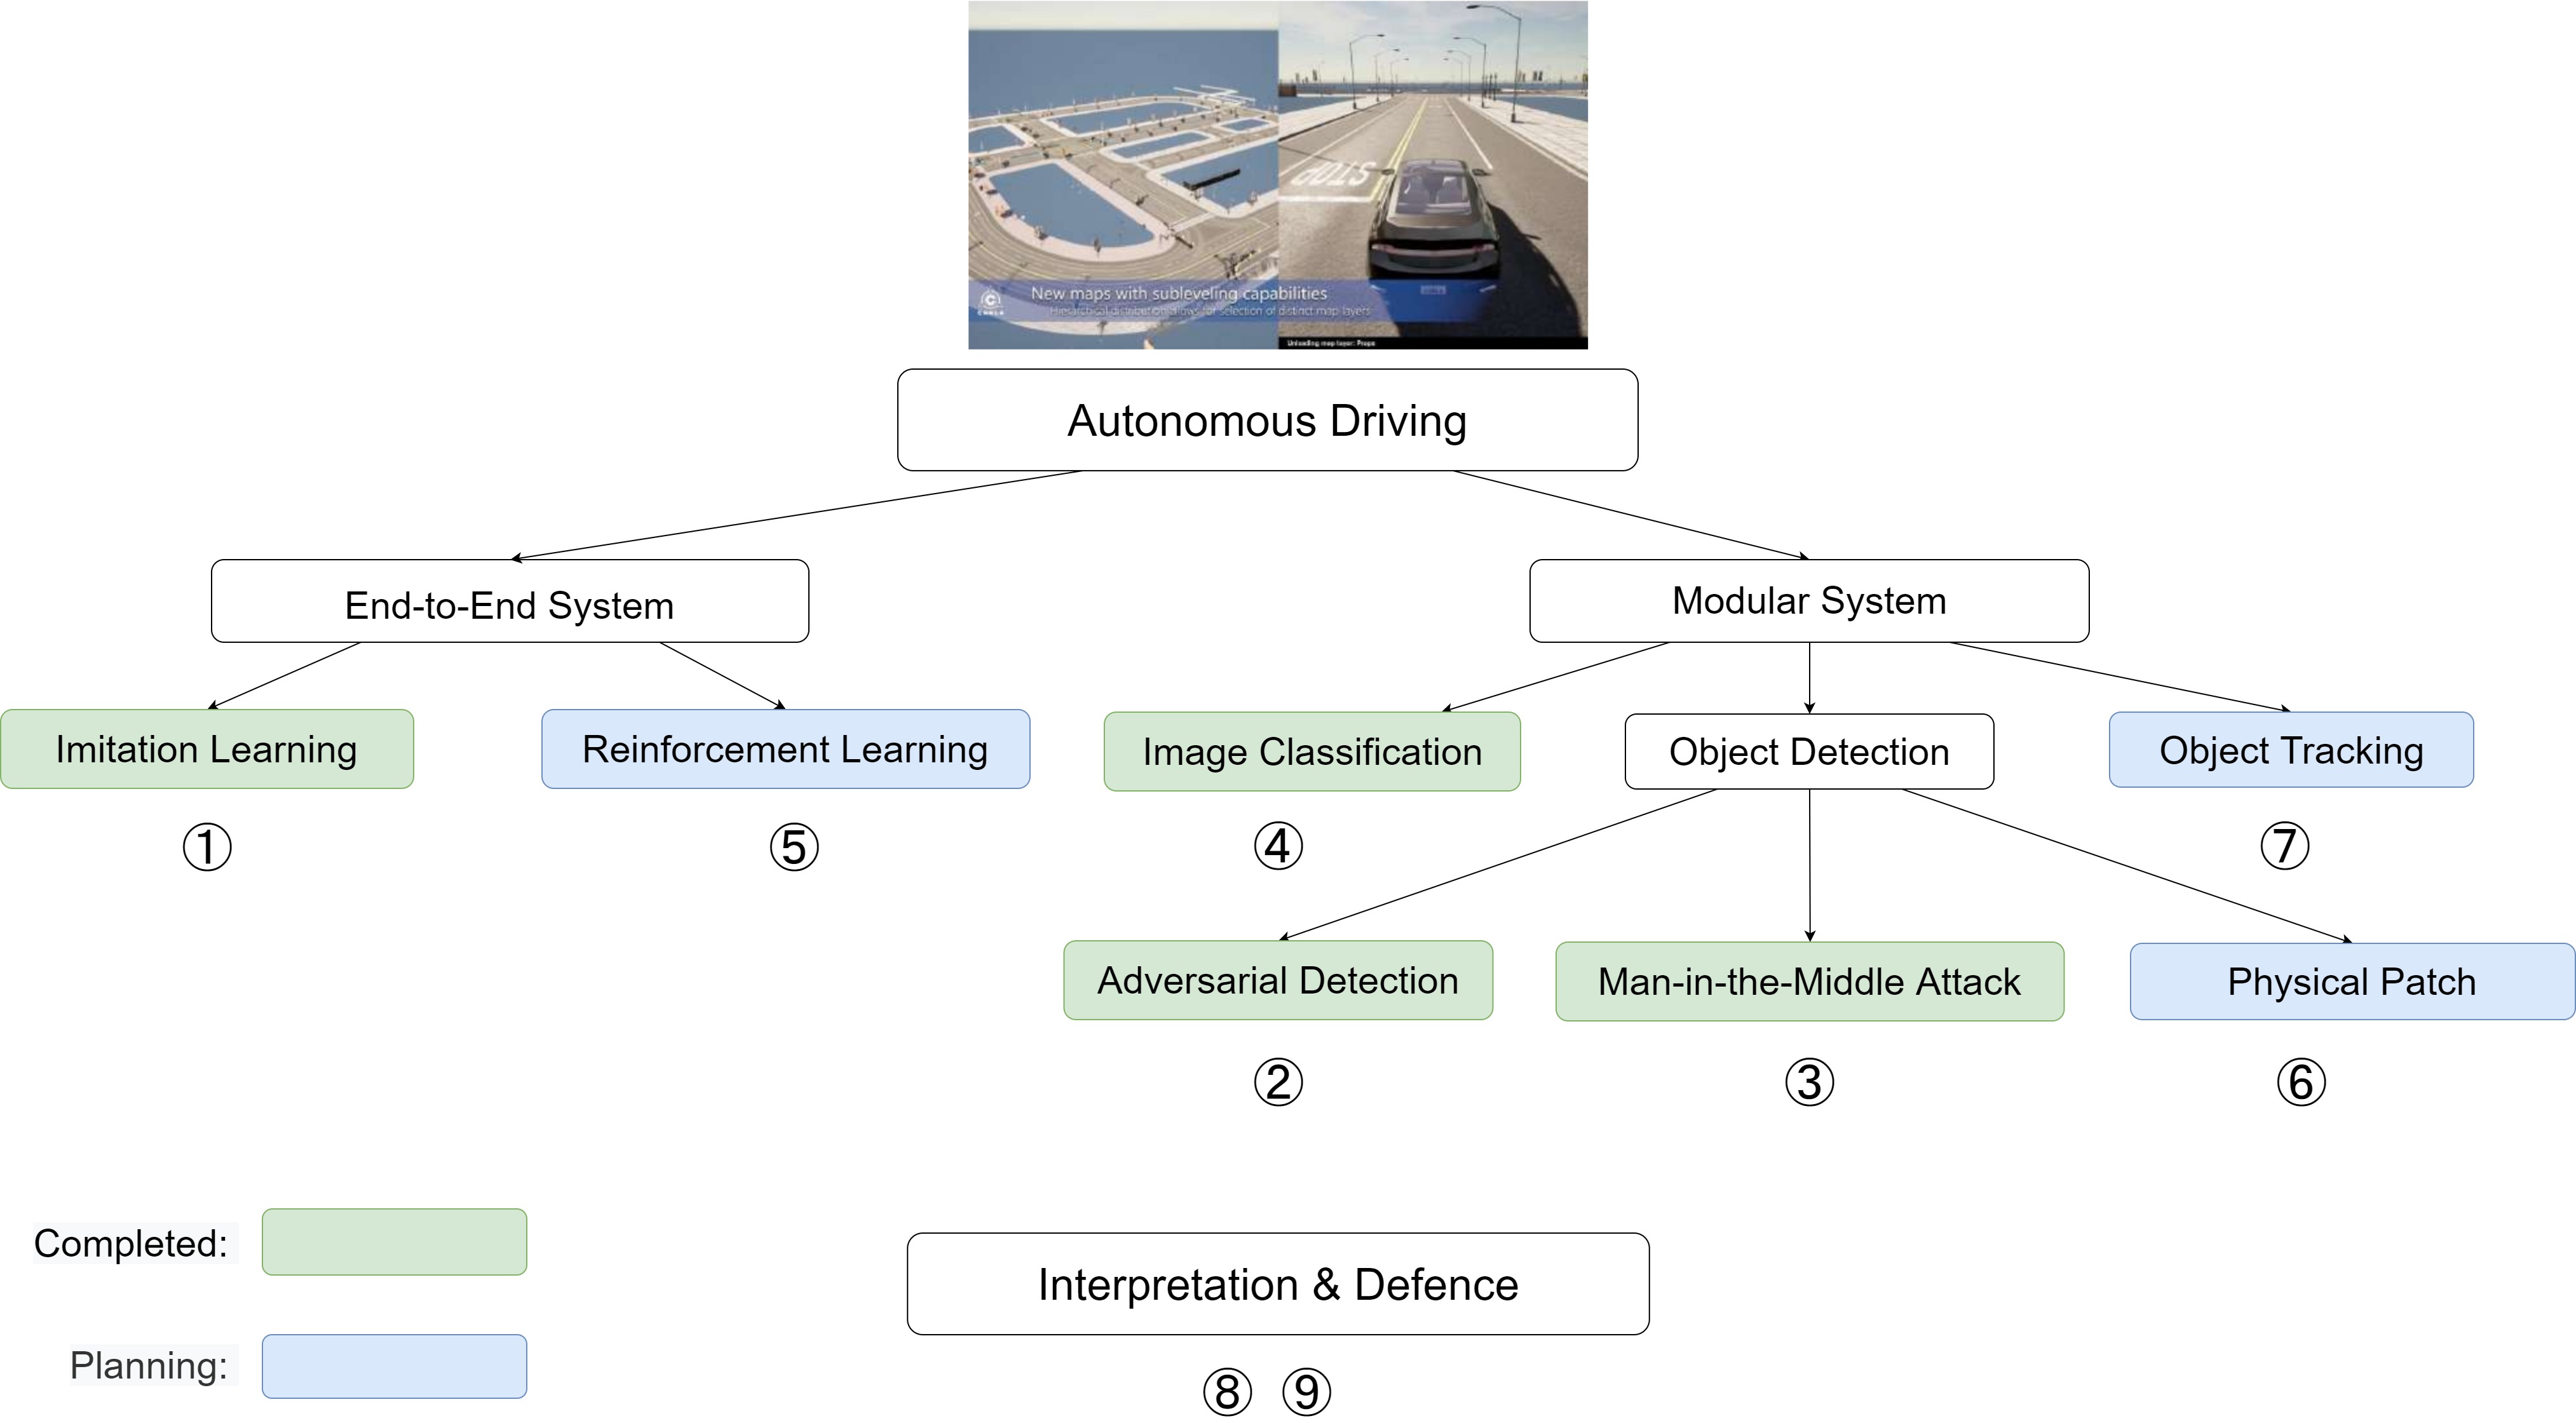 STOP
New maps with subleveling capabilities
Hierarchical distribution allows for selection of distinct map layers
CARLA
Unloading map layer: Props
Autonomous Driving
End-to-End System
Modular System
Imitation Learning
Reinforcement Learning
Image Classification
Object Detection
Object Tracking
①
⑤
④
⑦
Adversarial Detection
Man-in-the-Middle Attack
Physical Patch
②
③
⑥
Completed:
Interpretation & Defence
Planning:
⑧ ⑨